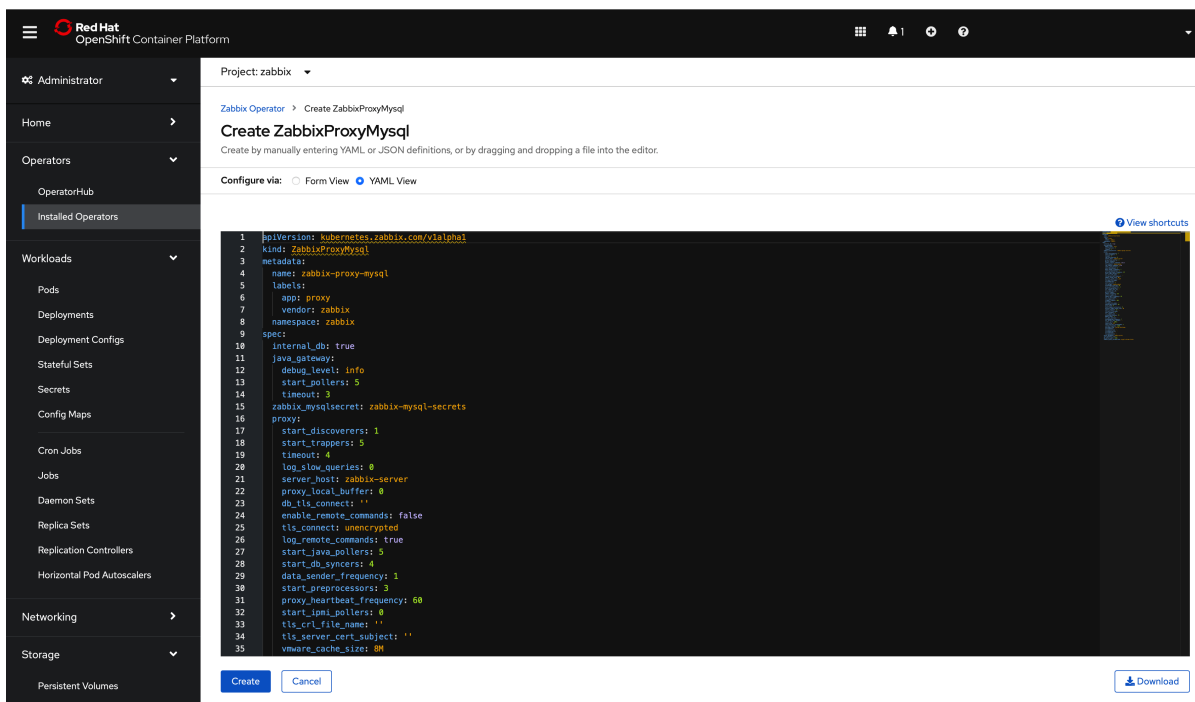 Red Hat
OpenShift Container Platform
1
Administrator
Home
Operators
OperatorHub
Installed Operators
Workloads
Pods
Deployments
Deployment Configs
Stateful Sets
Secrets
Config Maps
Cron Jobs
Jobs
Daemon Sets
Replica Sets
Replication Controllers
Horizontal Pod Autoscalers
Networking
Storage
Persistent Volumes
Project: zabbix
Zabbix Operator > Create ZabbixProxyMysql
Create ZabbixProxyMysql
Create by manually entering YAML or JSON definitions, or by dragging and dropping a file into the editor.
Configure via: Form View YAML View
View shortcuts
1 apiVersion: kubernetes.zabbix.com/v1alpha1
2 kind: ZabbixProxyMysql
3 metadata:
4 name: zabbix-proxy-mysql
5 labels:
6 app: proxy
7 vendor: zabbix
8 namespace: zabbix
9 spec:
10 internal_db: true
11 java_gateway:
12 debug_level: info
13 start_pollers: 5
14 timeout: 3
15 zabbix_mysqlsecret: zabbix-mysql-secrets
16 proxy:
17 start_discoverers: 1
18 start_trappers: 5
19 timeout: 4
20 log_slow_queries: 0
21 server_host: zabbix-server
22 proxy_local_buffer: 0
23 db_tls_connect: ''
24 enable_remote_commands: false
25 tls_connect: unencrypted
26 log_remote_commands: true
27 start_java_pollers: 5
28 start_db_syncers: 4
29 data_sender_frequency: 1
30 start_preprocessors: 3
31 proxy_heartbeat_frequency: 60
32 start_ipmi_pollers: 0
33 tls_crl_file_name: ''
34 tls_server_cert_subject: ''
35 vmware_cache_size: 8M
Create
Cancel
Download